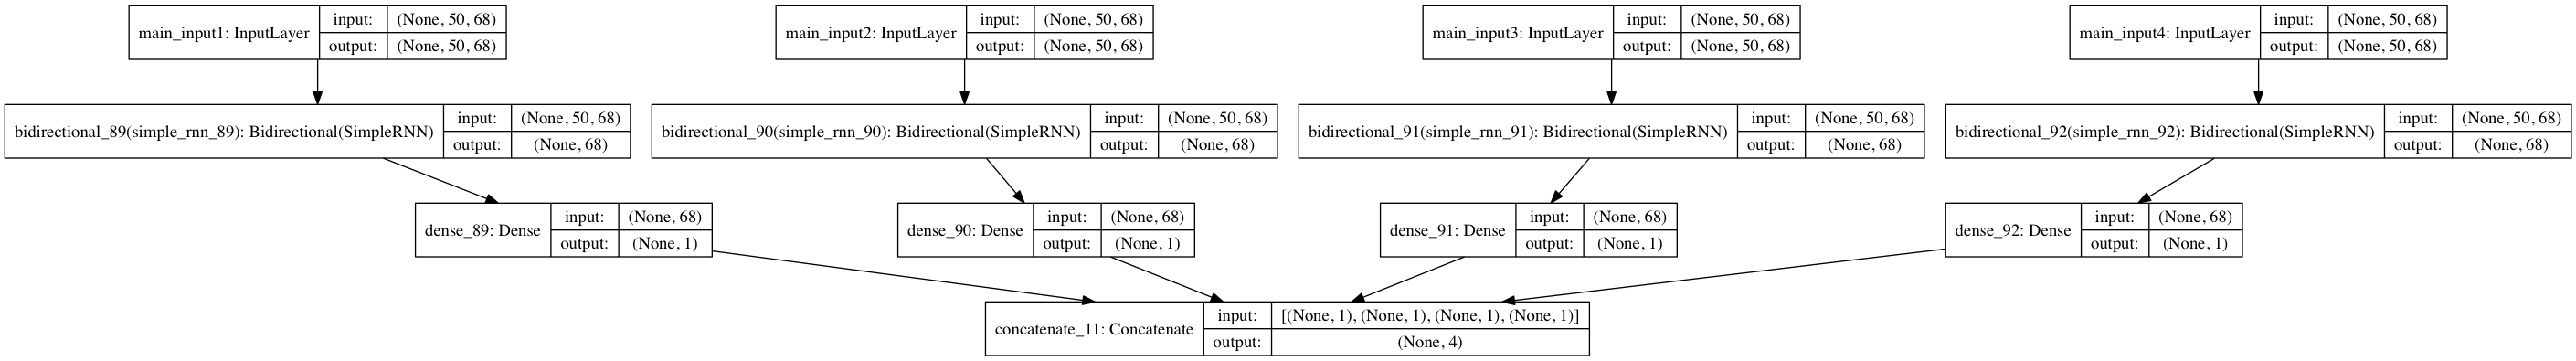 main_input1: InputLayer
input: (None, 50, 68)
output: (None, 50, 68)
main_input2: InputLayer
input: (None, 50, 68)
output: (None, 50, 68)
main_input3: InputLayer
input: (None, 50, 68)
output: (None, 50, 68)
main_input4: InputLayer
input: (None, 50, 68)
output: (None, 50, 68)
bidirectional_89(simple_rnn_89): Bidirectional(SimpleRNN)
input: (None, 50, 68)
output: (None, 68)
bidirectional_90(simple_rnn_90): Bidirectional(SimpleRNN)
input: (None, 50, 68)
output: (None, 68)
bidirectional_91(simple_rnn_91): Bidirectional(SimpleRNN)
input: (None, 50, 68)
output: (None, 68)
bidirectional_92(simple_rnn_92): Bidirectional(SimpleRNN)
input: (None, 50, 68)
output: (None, 68)
dense_89: Dense
input: (None, 68)
output: (None, 1)
dense_90: Dense
input: (None, 68)
output: (None, 1)
dense_91: Dense
input: (None, 68)
output: (None, 1)
dense_92: Dense
input: (None, 68)
output: (None, 1)
concatenate_11: Concatenate
input: [(None, 1), (None, 1), (None, 1), (None, 1)]
output: (None, 4)